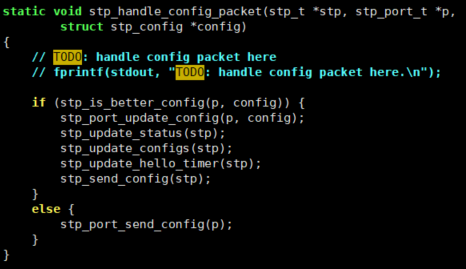 static void stp_handle_config_packet(stp_t *stp, stp_port_t *p,
        struct stp_config *config)
{
    // TODO: handle config packet here
    // fprintf(stdout, "TODO: handle config packet here.\n");

    if (stp_is_better_config(p, config)) {
        stp_port_update_config(p, config);
        stp_update_status(stp);
        stp_update_configs(stp);
        stp_update_hello_timer(stp);
        stp_send_config(stp);
    }
    else {
        stp_port_send_config(p);
    }
}